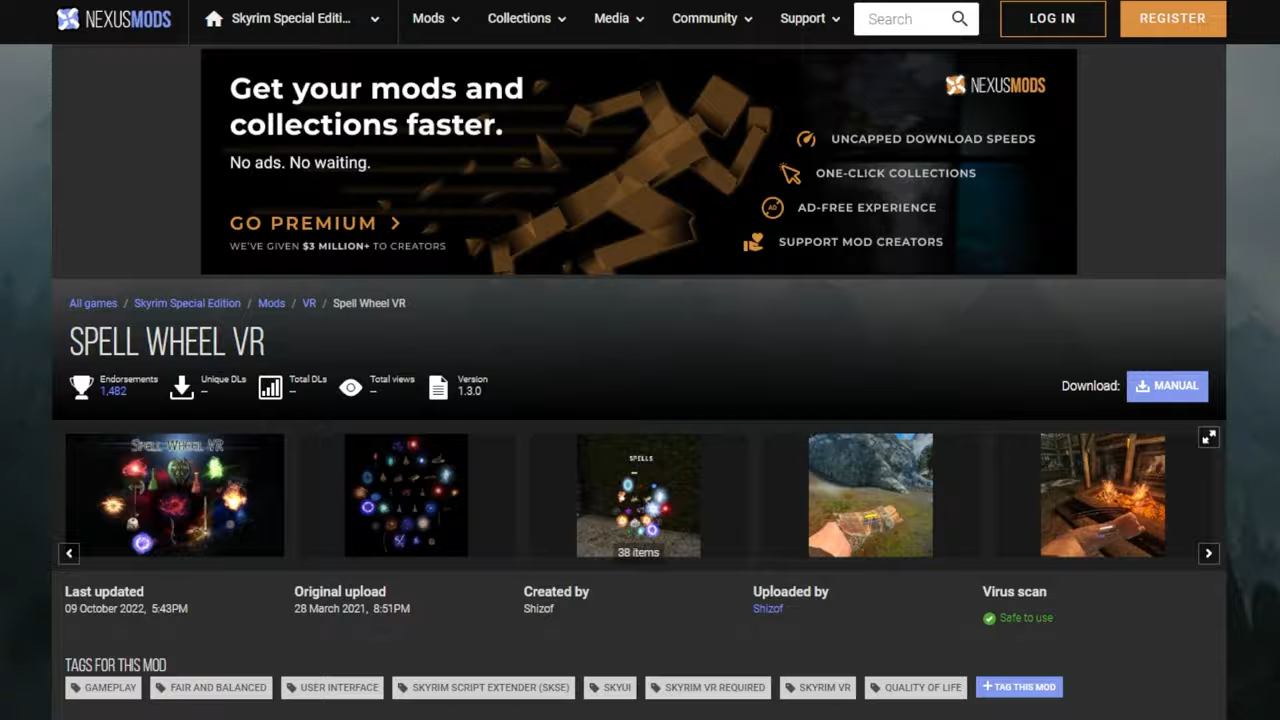 NEXUSMODS
Skyrim Special Editi...
Mods
Collections
Media
Community
Support
Search
LOG IN
REGISTER
Get your mods and
collections faster.
No ads. No waiting.
GO PREMIUM >
WE'VE GIVEN $3 MILLION+ TO CREATORS
NEXUSMODS
UNCAPPED DOWNLOAD SPEEDS
ONE-CLICK COLLECTIONS
AD
AD-FREE EXPERIENCE
SUPPORT MOD CREATORS
All games / Skyrim Special Edition / Mods / VR / Spell Wheel VR
SPELL WHEEL VR
Endorsements
1,482
Unique DLs
--
Total DLs
--
Total views
--
Version
1.3.0
Download:
MANUAL
SPELL WHEEL VR
SPELLS
38 items
Last updated
09 October 2022, 5:43PM
Original upload
28 March 2021, 8:51PM
Created by
Shizof
Uploaded by
Shizof
Virus scan
Safe to use
TAGS FOR THIS MOD
GAMEPLAY
FAIR AND BALANCED
USER INTERFACE
SKYRIM SCRIPT EXTENDER (SKSE)
SKYUI
SKYRIM VR REQUIRED
SKYRIM VR
QUALITY OF LIFE
+ TAG THIS MOD